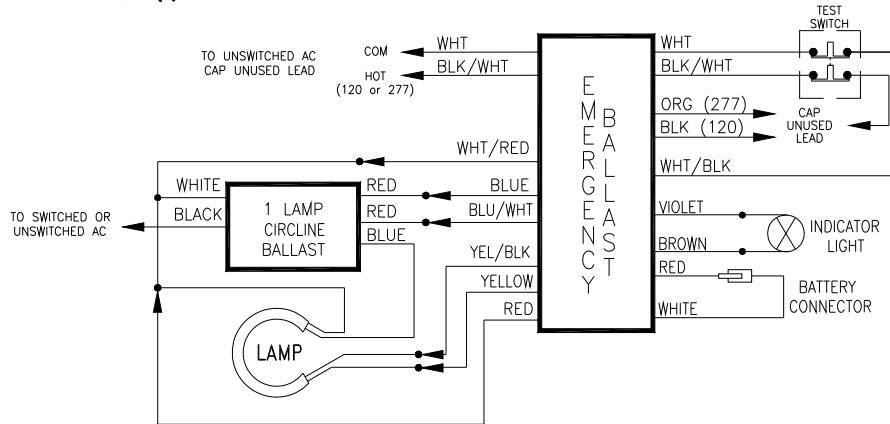 TEST
SWITCH
TO UNSWITCHED AC
CAP UNUSED LEAD
COM
HOT
(120 or 277)
WHT
BLK/WHT
WHT
BLK/WHT
ORG (277)
BLK (120)
CAP
UNUSED
LEAD
EMERGENCY
BALLAST
WHT/RED
WHT/BLK
WHITE
BLACK
TO SWITCHED OR
UNSWITCHED AC
1 LAMP
CIRCLINE
BALLAST
RED
RED
BLUE
BLUE
BLU/WHT
YEL/BLK
YELLOW
RED
VIOLET
BROWN
INDICATOR
LIGHT
RED
WHITE
BATTERY
CONNECTOR
LAMP